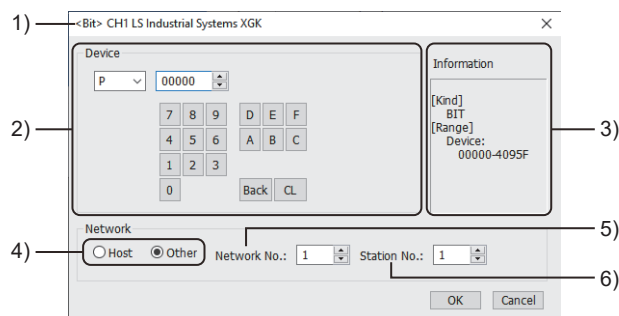 1)
<Bit> CH1 LS Industrial Systems XGK
Device
P 00000
7 8 9 D E F
4 5 6 A B C
1 2 3
0 Back CL
2)
Information
[Kind]
BIT
[Range]
Device:
00000-4095F
3)
Network
4)
Host Other Network No.: 1 Station No.: 1
5)
6)
OK Cancel